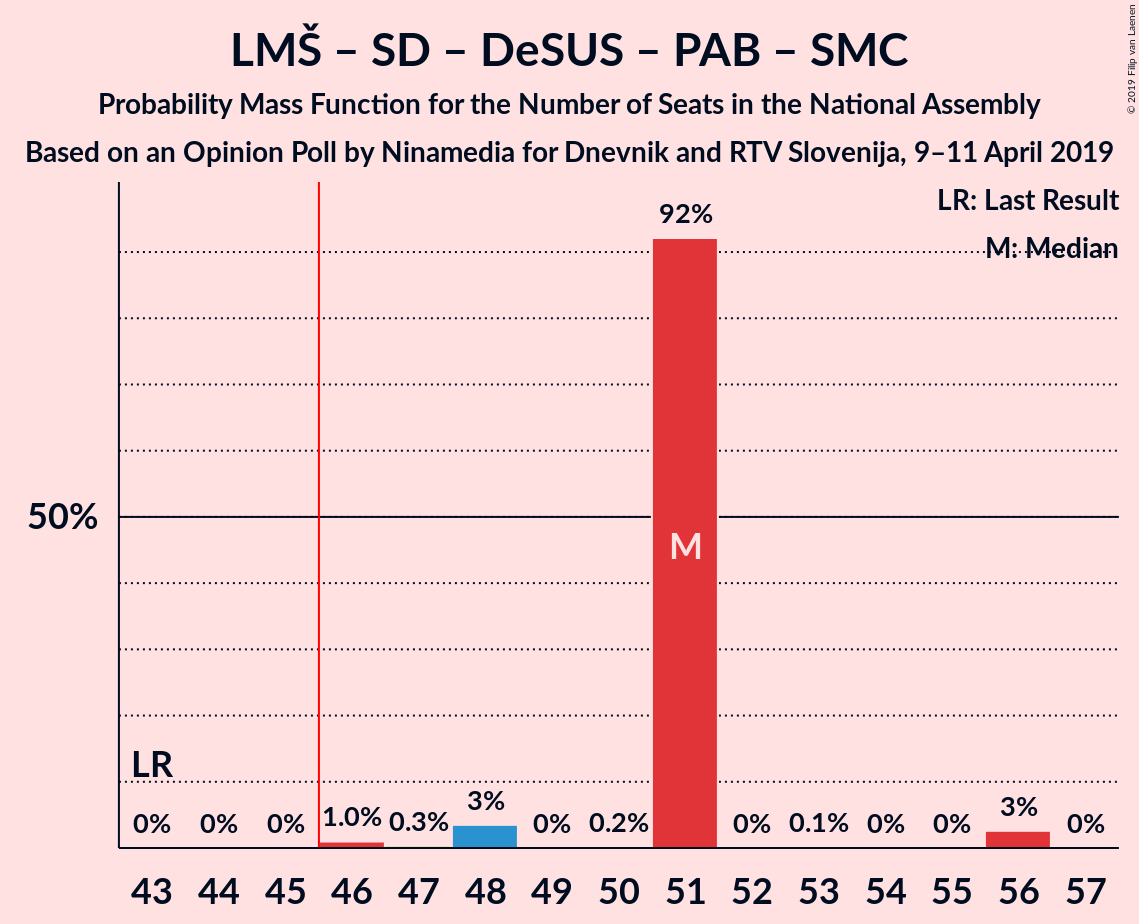 LMŠ – SD – DeSUS – PAB – SMC
Probability Mass Function for the Number of Seats in the National Assembly
Based on an Opinion Poll by Ninamedia for Dnevnik and RTV Slovenija, 9–11 April 2019
© 2019 Filip van Laenen
LR: Last Result
M: Median
92%
50%
M
LR
0% 0% 0% 1.0% 0.3% 3% 0% 0.2% 0% 0.1% 0% 0% 3% 0%
43 44 45 46 47 48 49 50 51 52 53 54 55 56 57